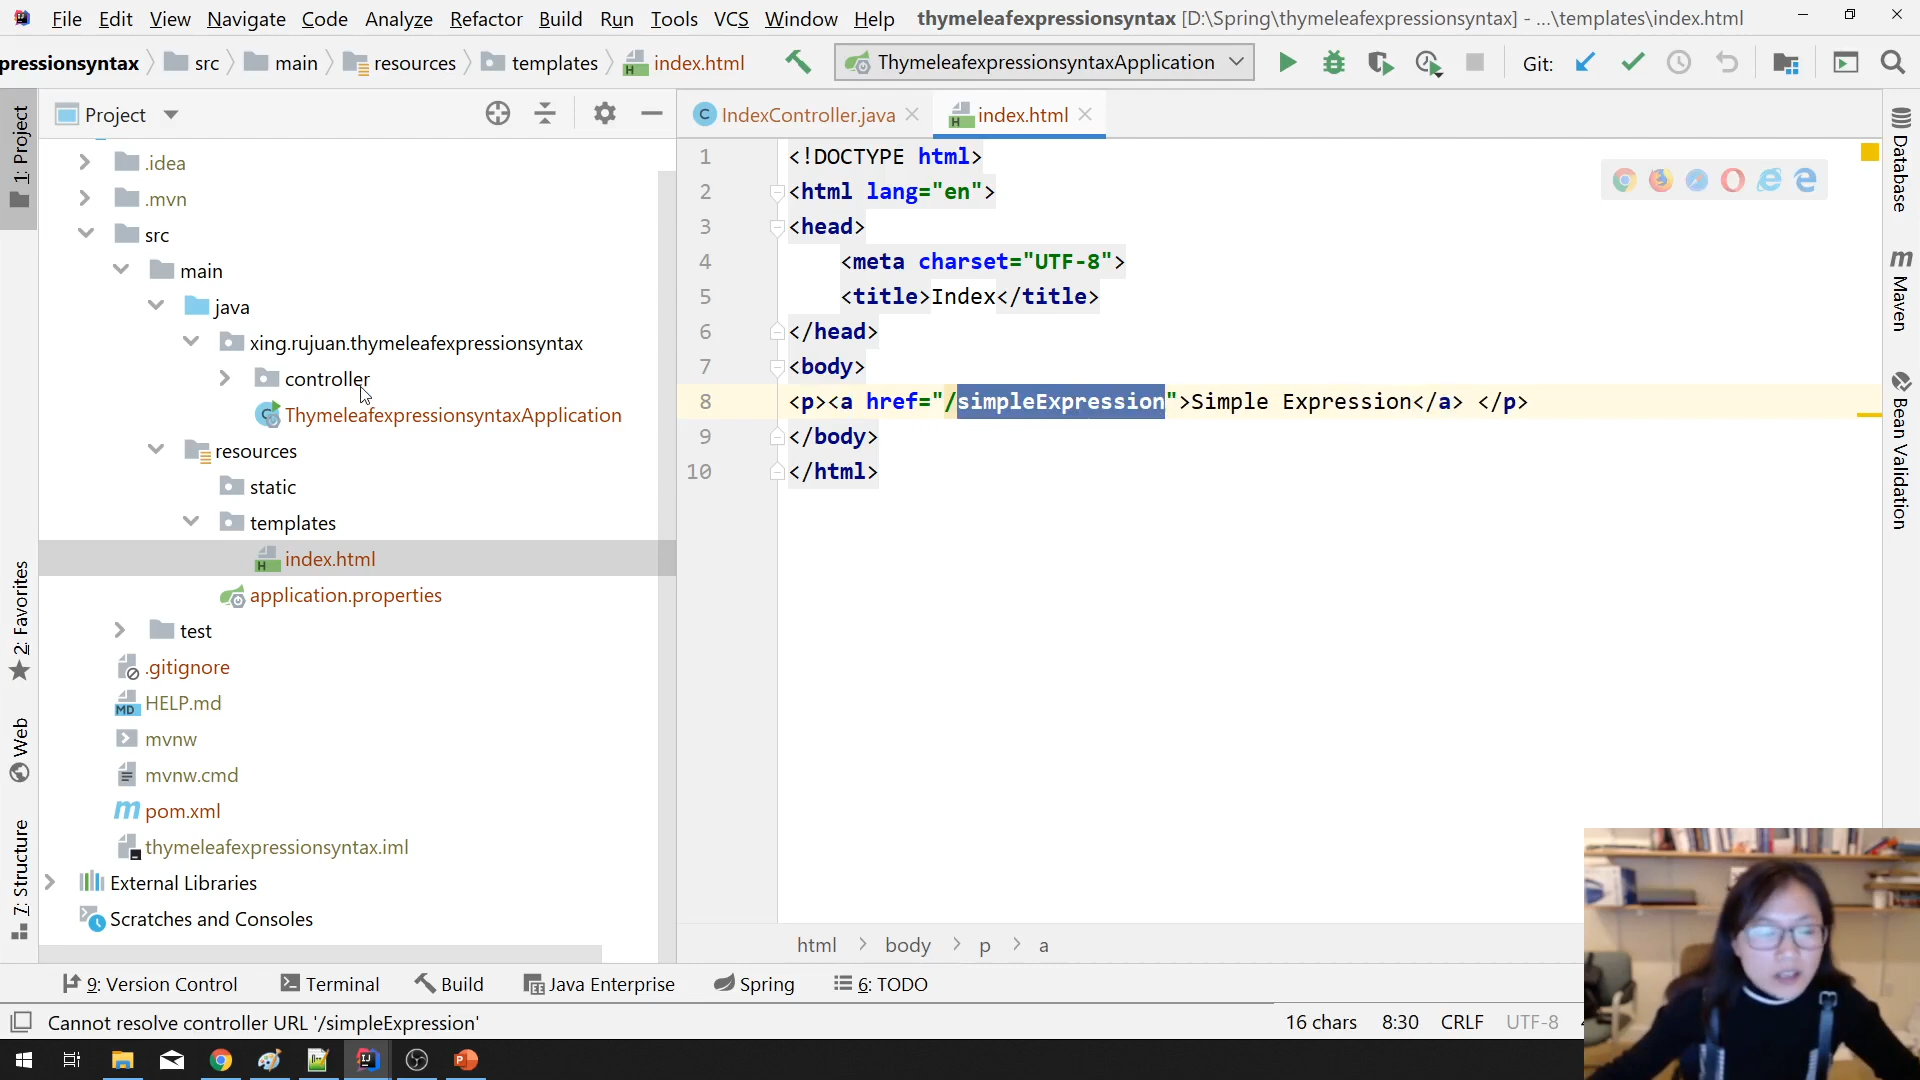 File Edit View Navigate Code Analyze Refactor Build Run Tools VCS Window Help thymeleafexpressionsyntax [D:\Spring\thymeleafexpressionsyntax] - ...\templates\index.html
pressionsyntax src main resources templates index.html ThymeleafexpressionsyntaxApplication Git:
Project
IndexController.java index.html
1: Project
2: Favorites
Web
7: Structure
.idea
.mvn
src
main
java
xing.rujuan.thymeleafexpressionsyntax
controller
ThymeleafexpressionsyntaxApplication
resources
static
templates
index.html
application.properties
test
.gitignore
HELP.md
mvnw
mvnw.cmd
pom.xml
thymeleafexpressionsyntax.iml
External Libraries
Scratches and Consoles
1 <!DOCTYPE html>
2 <html lang="en">
3 <head>
4 <meta charset="UTF-8">
5 <title>Index</title>
6 </head>
7 <body>
8 <p><a href="/simpleExpression">Simple Expression</a> </p>
9 </body>
10 </html>
Database
Maven
Bean Validation
html body p a
9: Version Control Terminal Build Java Enterprise Spring 6: TODO
Cannot resolve controller URL '/simpleExpression' 16 chars 8:30 CRLF UTF-8